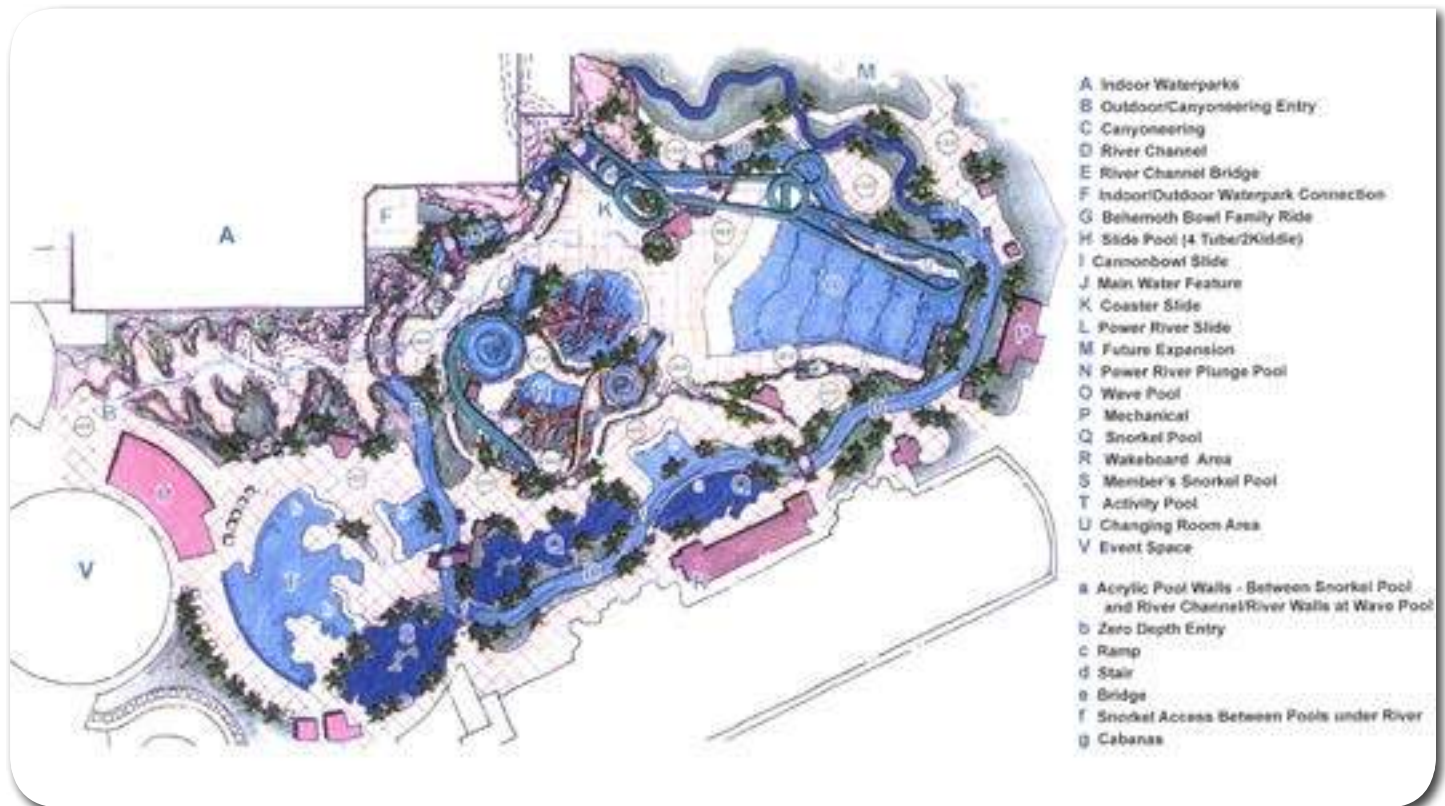 A Indoor Waterparks
B Outdoor/Canyoneering Entry
C Canyoneering
D River Channel
E River Channel Bridge
F Indoor/Outdoor Waterpark Connection
G Behemoth Bowl Family Ride
H Slide Pool (4 Tube/2Kiddie)
I Cannonbowl Slide
J Main Water Feature
K Coaster Slide
L Power River Slide
M Future Expansion
N Power River Plunge Pool
O Wave Pool
P Mechanical
Q Snorkel Pool
R Wakeboard Area
S Member's Snorkel Pool
T Activity Pool
U Changing Room Area
V Event Space
a Acrylic Pool Walls - Between Snorkel Pool
and River Channel/River Walls at Wave Pool
b Zero Depth Entry
c Ramp
d Stair
e Bridge
f Snorkel Access Between Pools under River
g Cabanas
M
F
K
A
B
V